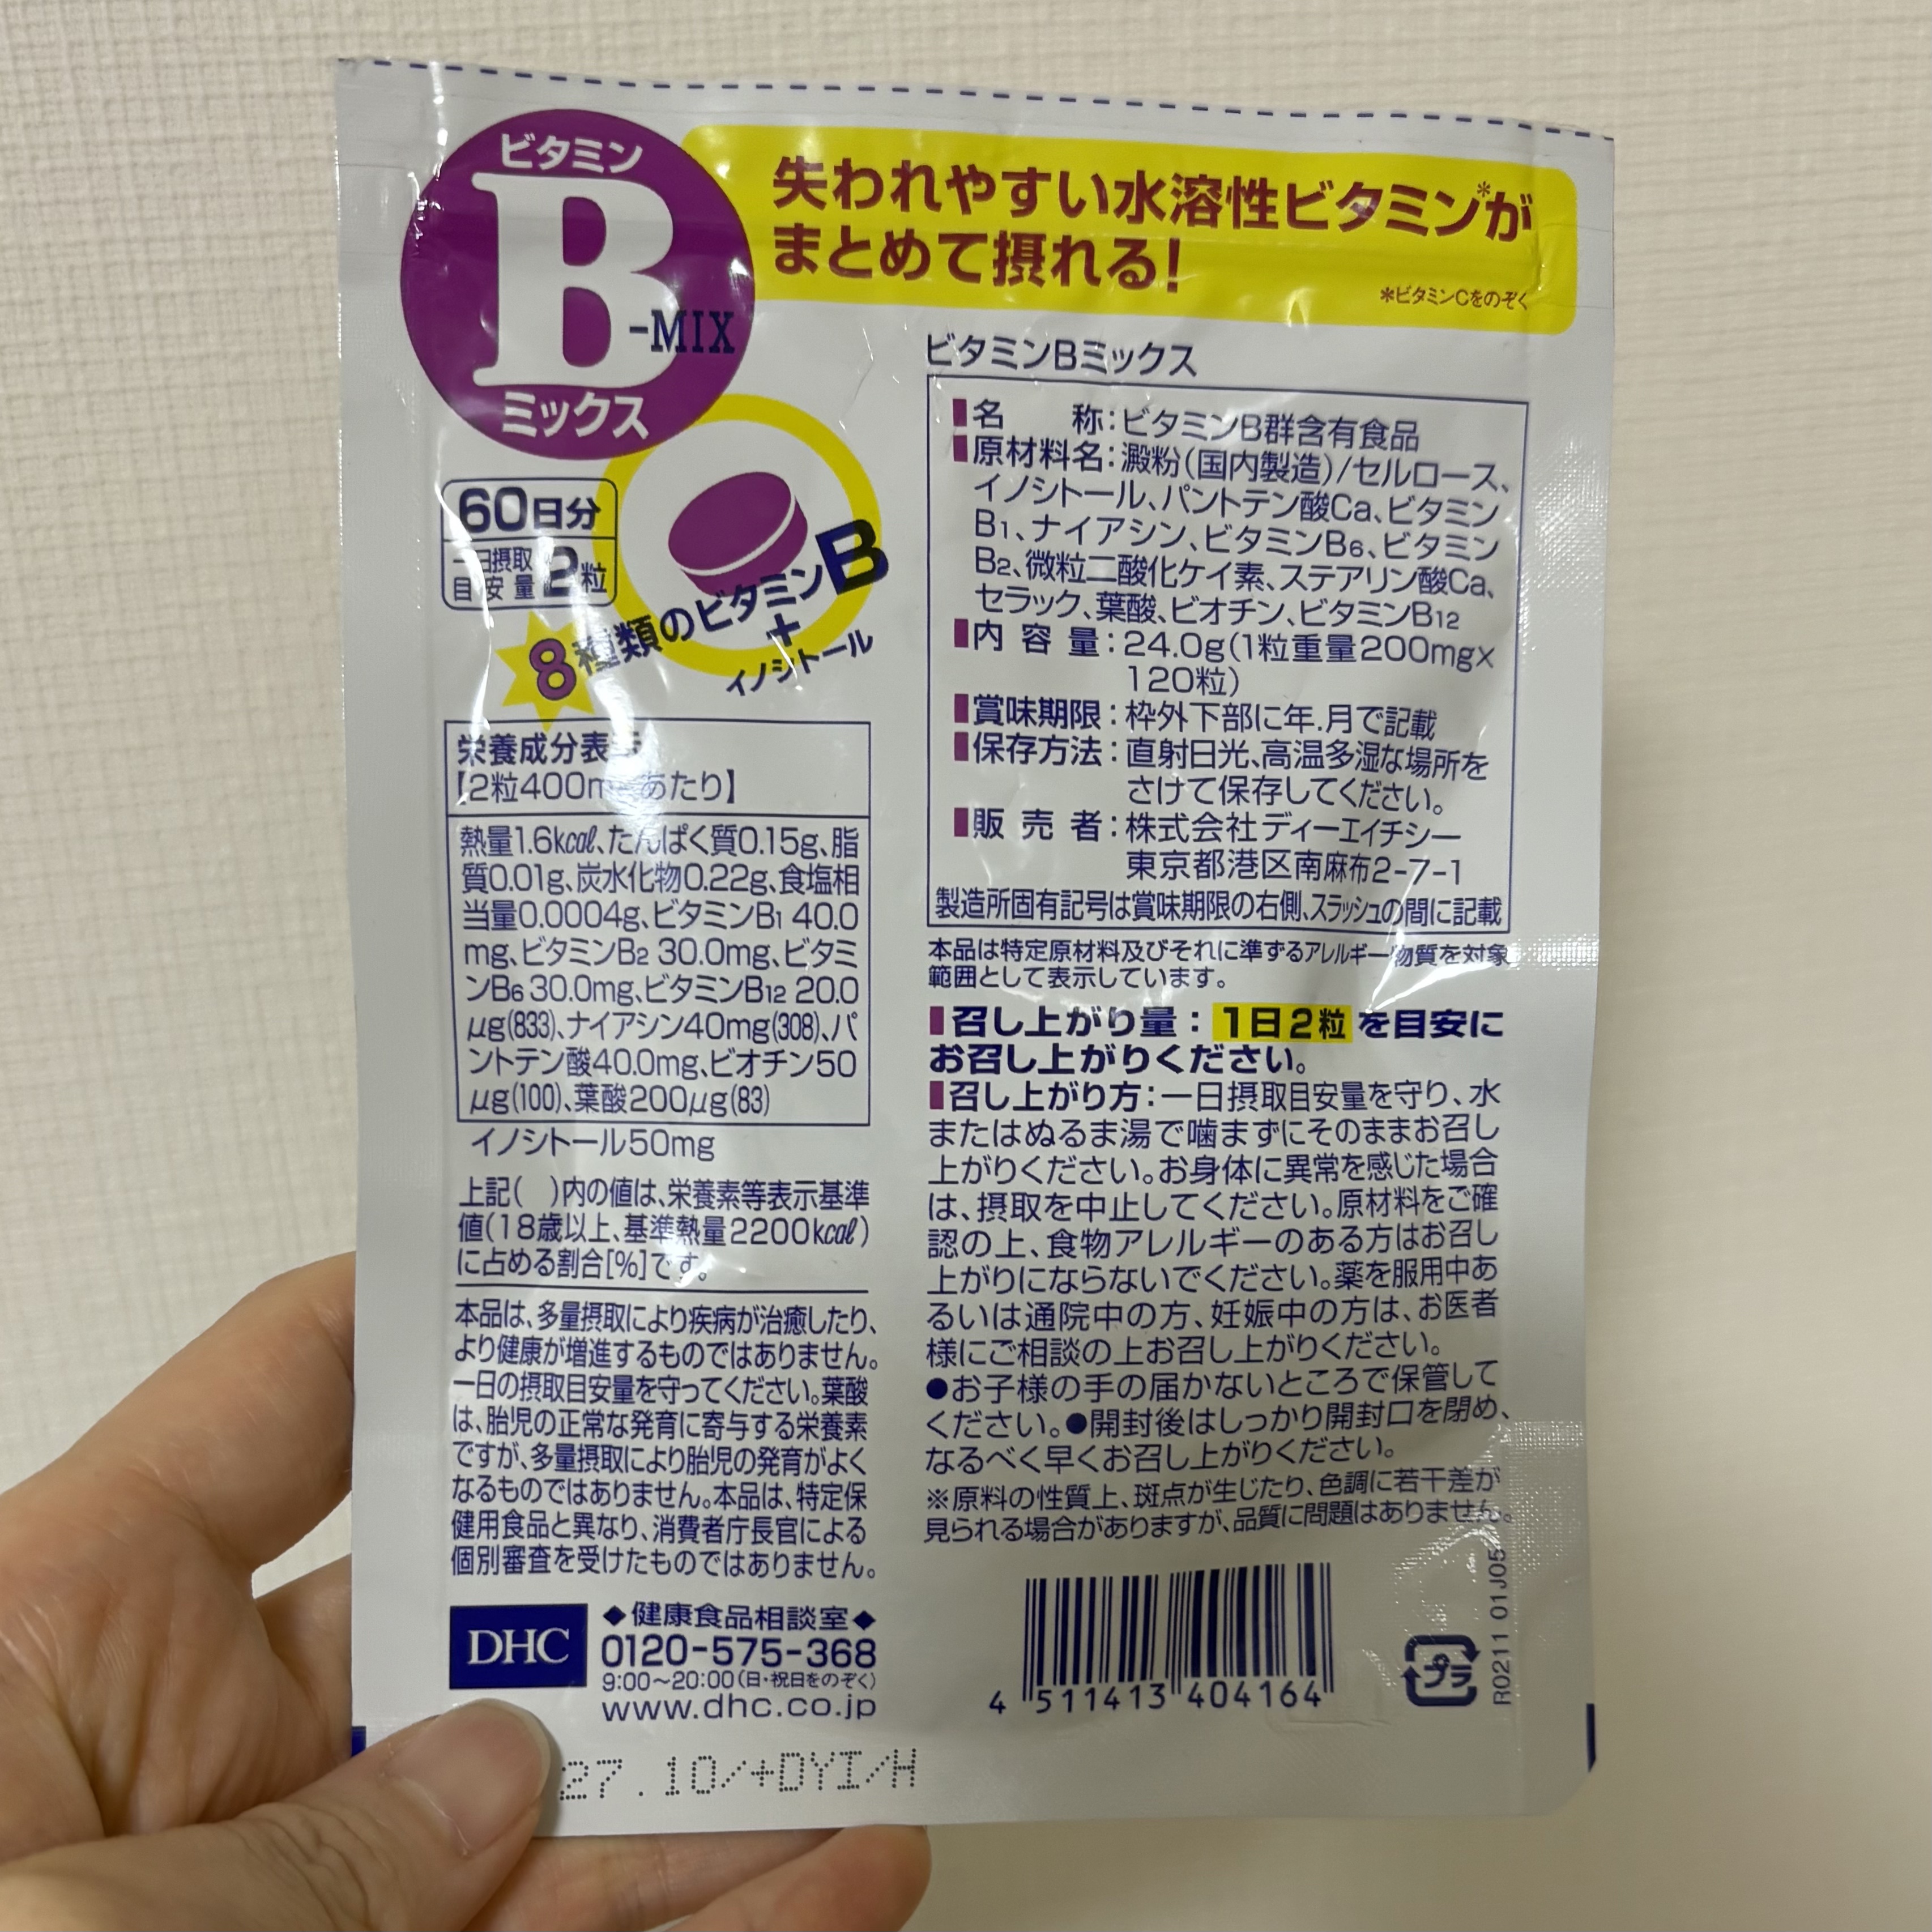 ビタミン
B
-MIX
ミックス
失われやすい水溶性ビタミン*が
まとめて摂れる!
*ビタミンCをのぞく
60日分
一日摂取
目安量 2粒
8種類のビタミンB
+
イノシトール
栄養成分表示
【2粒400mgあたり】
熱量1.6kcal、たんぱく質0.15g、脂
質0.01g、炭水化物0.22g、食塩相
当量0.0004g、ビタミンB1 40.0
mg、ビタミンB2 30.0mg、ビタミ
ンB6 30.0mg、ビタミンB12 20.0
μg(833)、ナイアシン40mg(308)、パ
ントテン酸40.0mg、ビオチン50
μg(100)、葉酸200μg(83)
イノシトール50mg
上記( )内の値は、栄養素等表示基準
値(18歳以上、基準熱量2200kcal)
に占める割合[%]です。
本品は、多量摂取により疾病が治癒したり、
より健康が増進するものではありません。
一日の摂取目安量を守ってください。葉酸
は、胎児の正常な発育に寄与する栄養素
ですが、多量摂取により胎児の発育がよく
なるものではありません。本品は、特定保
健用食品と異なり、消費者庁長官による
個別審査を受けたものではありません。
DHC
◆健康食品相談室◆
0120-575-368
9:00～20:00(日・祝日をのぞく)
www.dhc.co.jp
ビタミンBミックス
名 称:ビタミンB群含有食品
原材料名:澱粉(国内製造)/セルロース、
イノシトール、パントテン酸Ca、ビタミン
B1、ナイアシン、ビタミンB6、ビタミン
B2、微粒二酸化ケイ素、ステアリン酸Ca、
セラック、葉酸、ビオチン、ビタミンB12
内容量:24.0g(1粒重量200mg×
120粒)
賞味期限:枠外下部に年.月で記載
保存方法:直射日光、高温多湿な場所を
さけて保存してください。
販売者:株式会社ディーエイチシー
東京都港区南麻布2-7-1
製造所固有記号は賞味期限の右側、スラッシュの間に記載
本品は特定原材料及びそれに準ずるアレルギー物質を対象
範囲として表示しています。
召し上がり量:1日2粒を目安に
お召し上がりください。
召し上がり方:一日摂取目安量を守り、水
またはぬるま湯で噛まずにそのままお召し
上がりください。お身体に異常を感じた場合
は、摂取を中止してください。原材料をご確
認の上、食物アレルギーのある方はお召し
上がりにならないでください。薬を服用中あ
るいは通院中の方、妊娠中の方は、お医者
様にご相談の上お召し上がりください。
●お子様の手の届かないところで保管して
ください。●開封後はしっかり開封口を閉め、
なるべく早くお召し上がりください。
※原料の性質上、斑点が生じたり、色調に若干差が
見られる場合がありますが、品質に問題はありません。
4 511413 404164
プラ
R02111 01J05
27.10/+DYI/H